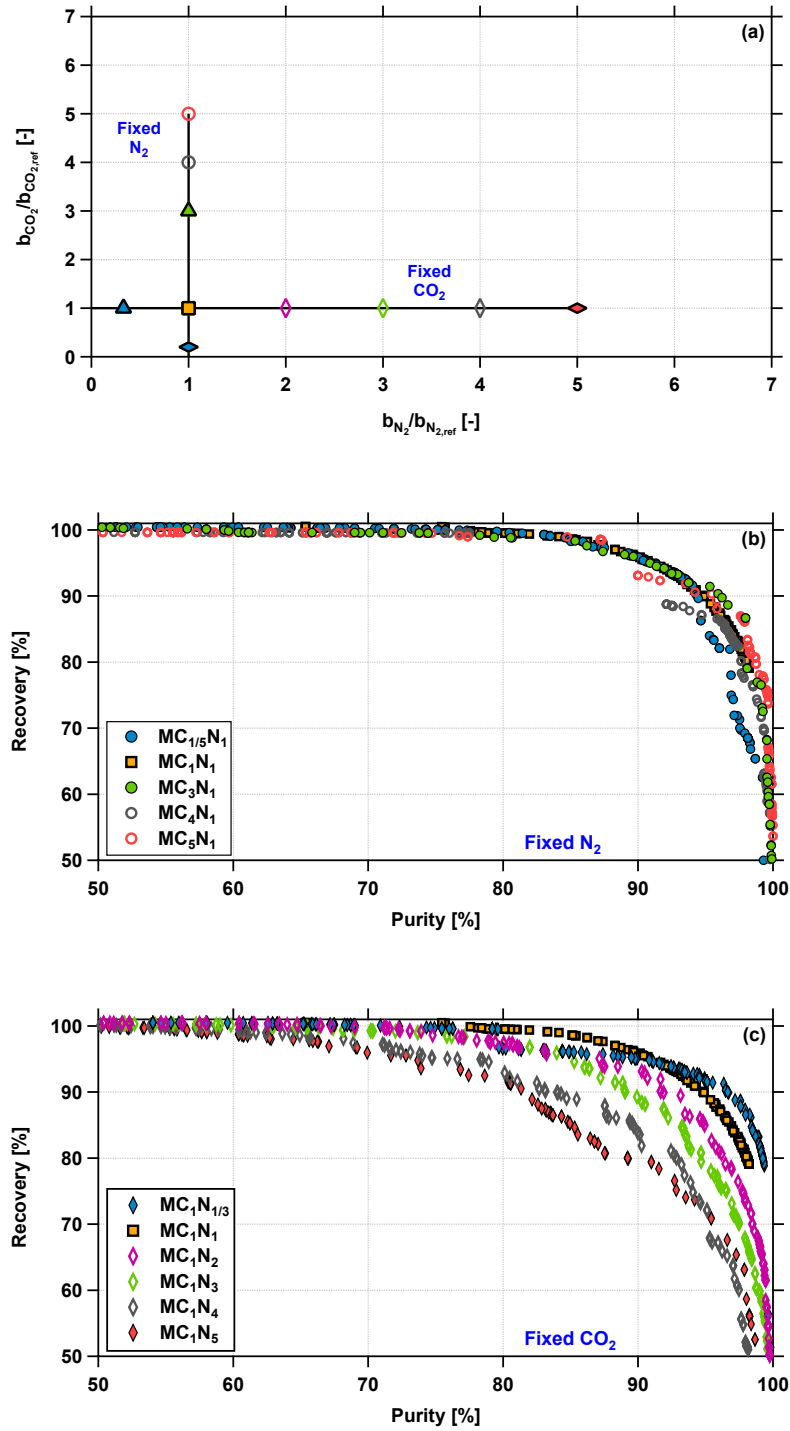 (a)
7
6
5
4
3
2
1
0
b_CO₂/b_CO₂,ref [-]
Fixed
N₂
Fixed
CO₂
0 1 2 3 4 5 6 7
b_N₂/b_N₂,ref [-]
(b)
100
90
80
70
60
50
Recovery [%]
MC₁/₅N₁
MC₁N₁
MC₃N₁
MC₄N₁
MC₅N₁
Fixed N₂
50 60 70 80 90 100
Purity [%]
(c)
100
90
80
70
60
50
Recovery [%]
MC₁N₁/₃
MC₁N₁
MC₁N₂
MC₁N₃
MC₁N₄
MC₁N₅
Fixed CO₂
50 60 70 80 90 100
Purity [%]